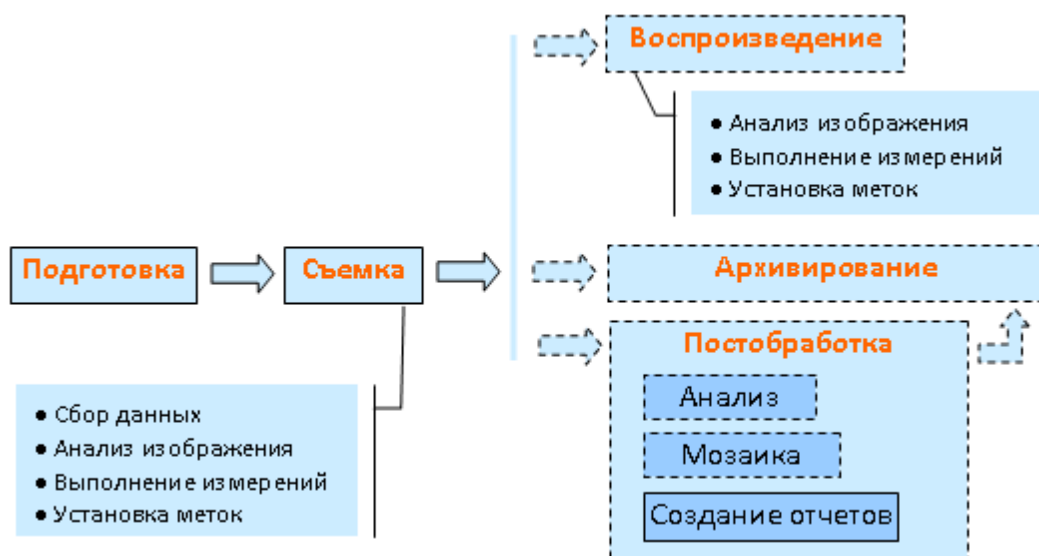 Воспроизведение
● Анализ изображения
● Выполнение измерений
● Установка меток
Подготовка
Съемка
Архивирование
Постобработка
Анализ
Мозаика
Создание отчетов
● Сбор данных
● Анализ изображения
● Выполнение измерений
● Установка меток